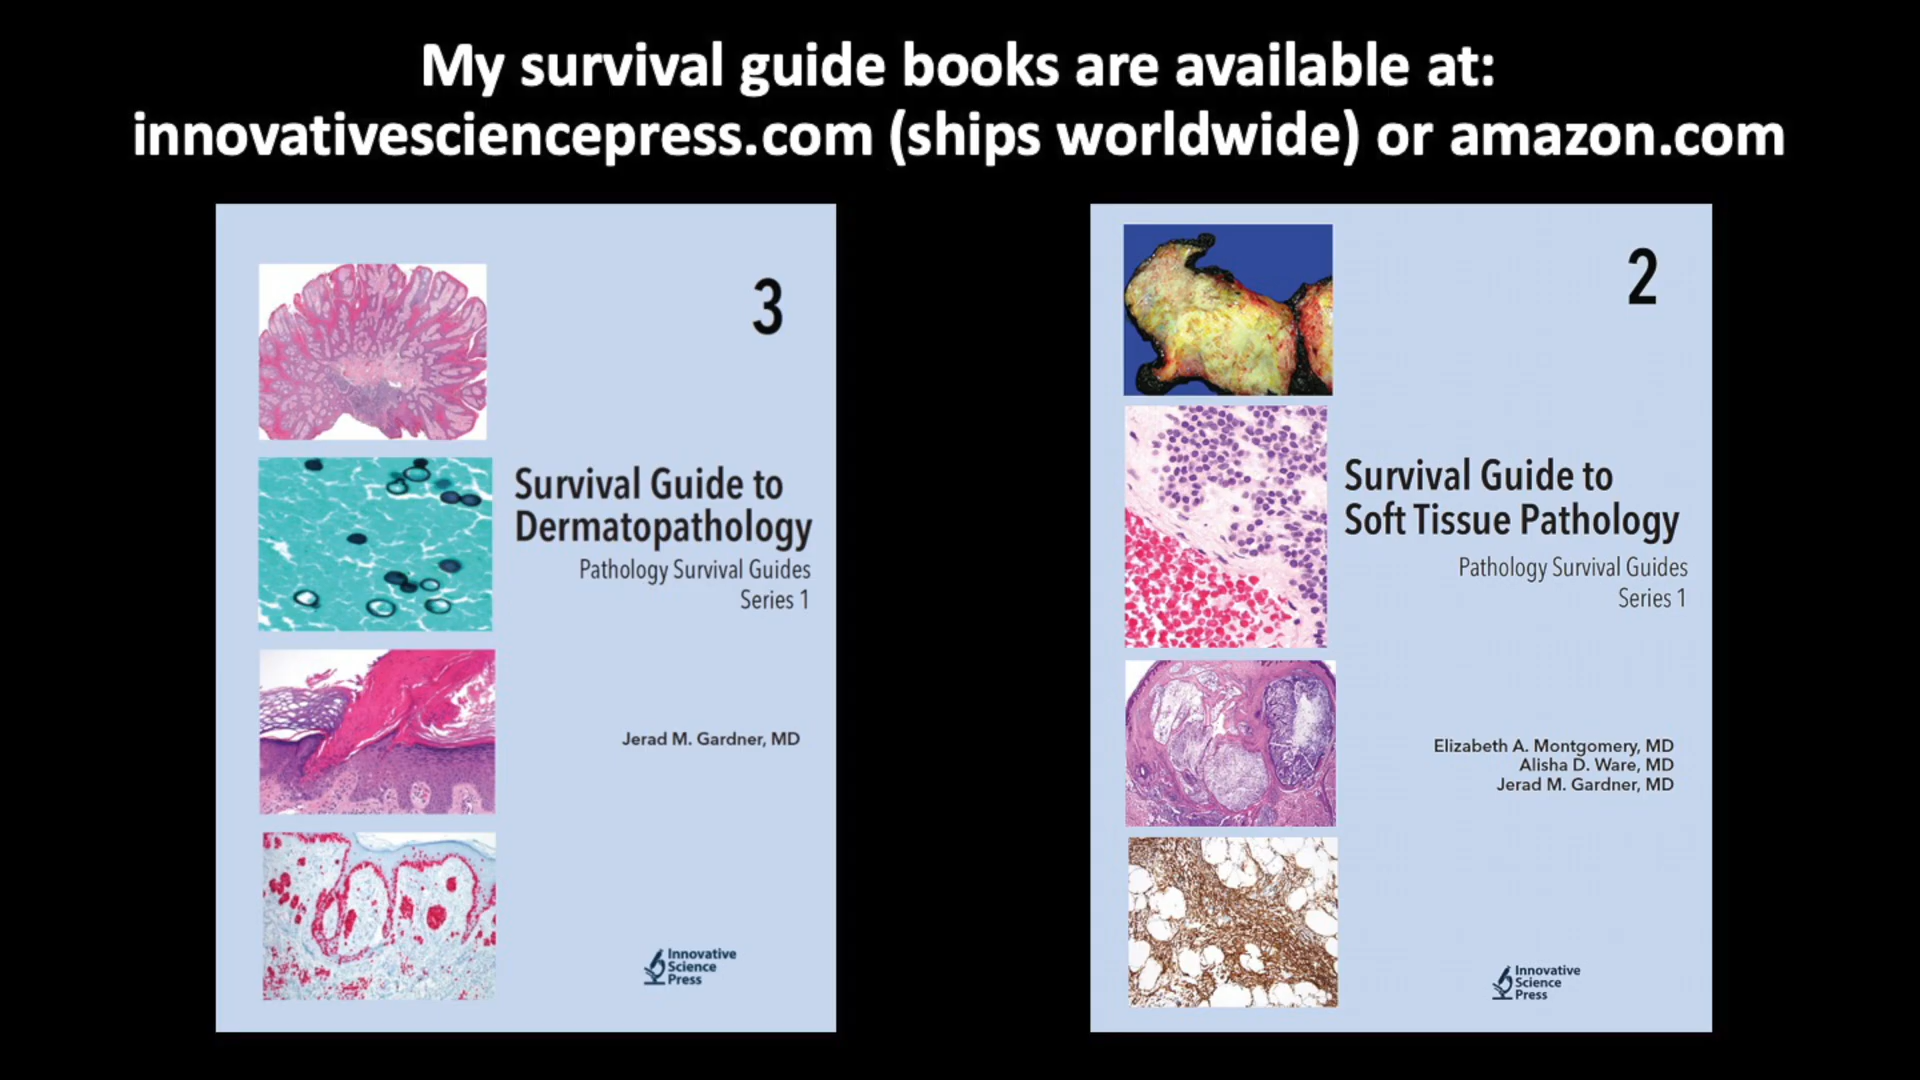 My survival guide books are available at:
innovativesciencepress.com (ships worldwide) or amazon.com
3
Survival Guide to
Dermatopathology
Pathology Survival Guides
Series 1
Jerad M. Gardner, MD
Innovative
Science
Press
2
Survival Guide to
Soft Tissue Pathology
Pathology Survival Guides
Series 1
Elizabeth A. Montgomery, MD
Alisha D. Ware, MD
Jerad M. Gardner, MD
Innovative
Science
Press